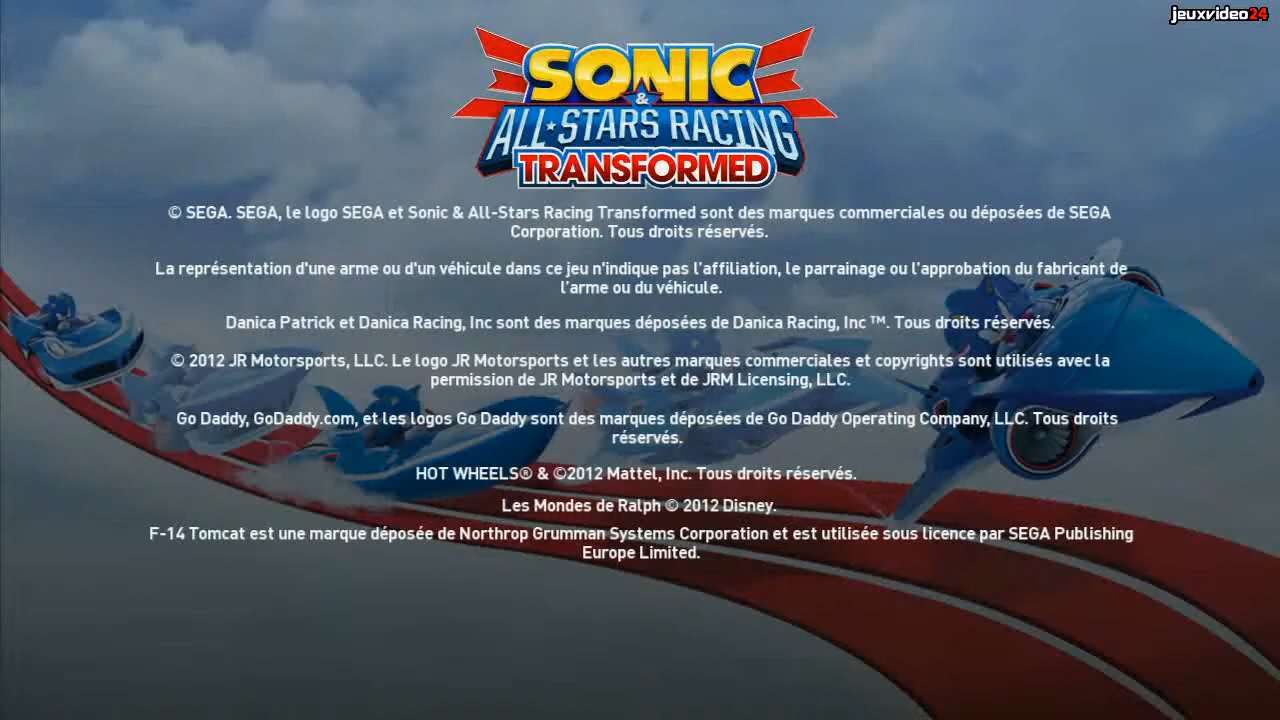 jeuxvideo24
SONIC
&
ALL★STARS RACING
TRANSFORMED
© SEGA. SEGA, le logo SEGA et Sonic & All-Stars Racing Transformed sont des marques commerciales ou déposées de SEGA
Corporation. Tous droits réservés.
La représentation d'une arme ou d'un véhicule dans ce jeu n'indique pas l'affiliation, le parrainage ou l'approbation du fabricant de
l'arme ou du véhicule.
Danica Patrick et Danica Racing, Inc sont des marques déposées de Danica Racing, Inc ™. Tous droits réservés.
© 2012 JR Motorsports, LLC. Le logo JR Motorsports et les autres marques commerciales et copyrights sont utilisés avec la
permission de JR Motorsports et de JRM Licensing, LLC.
Go Daddy, GoDaddy.com, et les logos Go Daddy sont des marques déposées de Go Daddy Operating Company, LLC. Tous droits
réservés.
HOT WHEELS® & ©2012 Mattel, Inc. Tous droits réservés.
Les Mondes de Ralph © 2012 Disney.
F-14 Tomcat est une marque déposée de Northrop Grumman Systems Corporation et est utilisée sous licence par SEGA Publishing
Europe Limited.